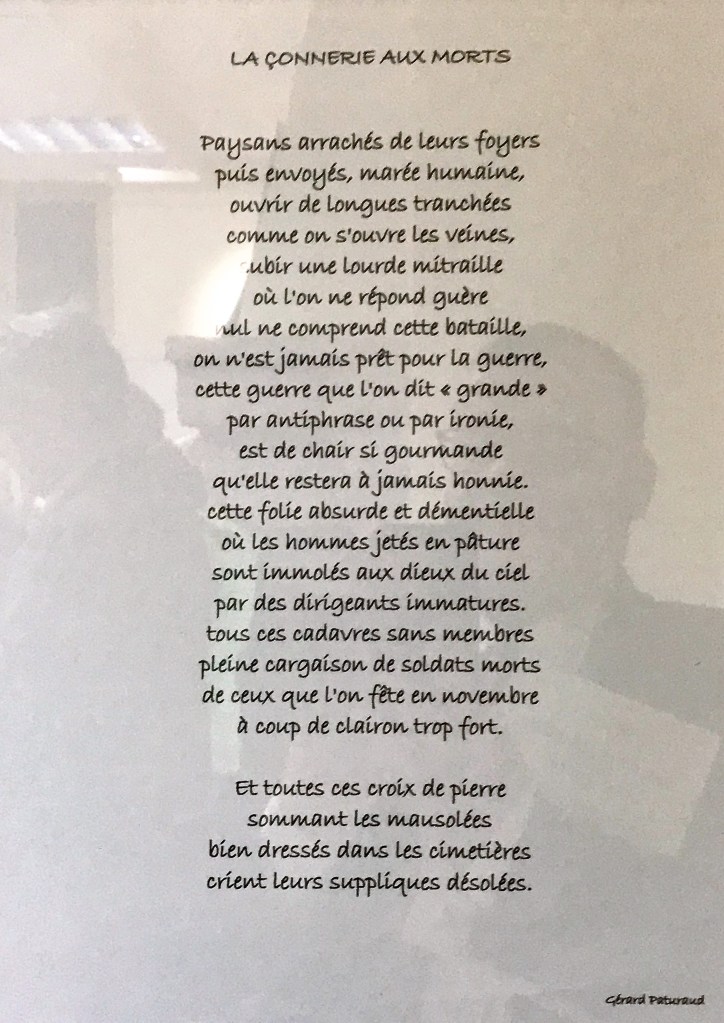 LA ÇONNERIE AUX MORTS
Paysans arrachés de leurs foyers
puis envoyés, marée humaine,
ouvrir de longues tranchées
comme on s'ouvre les veines,
subir une lourde mitraille
où l'on ne répond guère
nul ne comprend cette bataille,
on n'est jamais prêt pour la guerre,
cette guerre que l'on dit « grande »
par antiphrase ou par ironie,
est de chair si gourmande
qu'elle restera à jamais honnie.
cette folie absurde et démentielle
où les hommes jetés en pâture
sont immolés aux dieux du ciel
par des dirigeants immatures.
tous ces cadavres sans membres
pleine cargaison de soldats morts
de ceux que l'on fête en novembre
à coup de clairon trop fort.
Et toutes ces croix de pierre
sommant les mausolées
bien dressés dans les cimetières
crient leurs suppliques désolées.
Gérard Paturaud